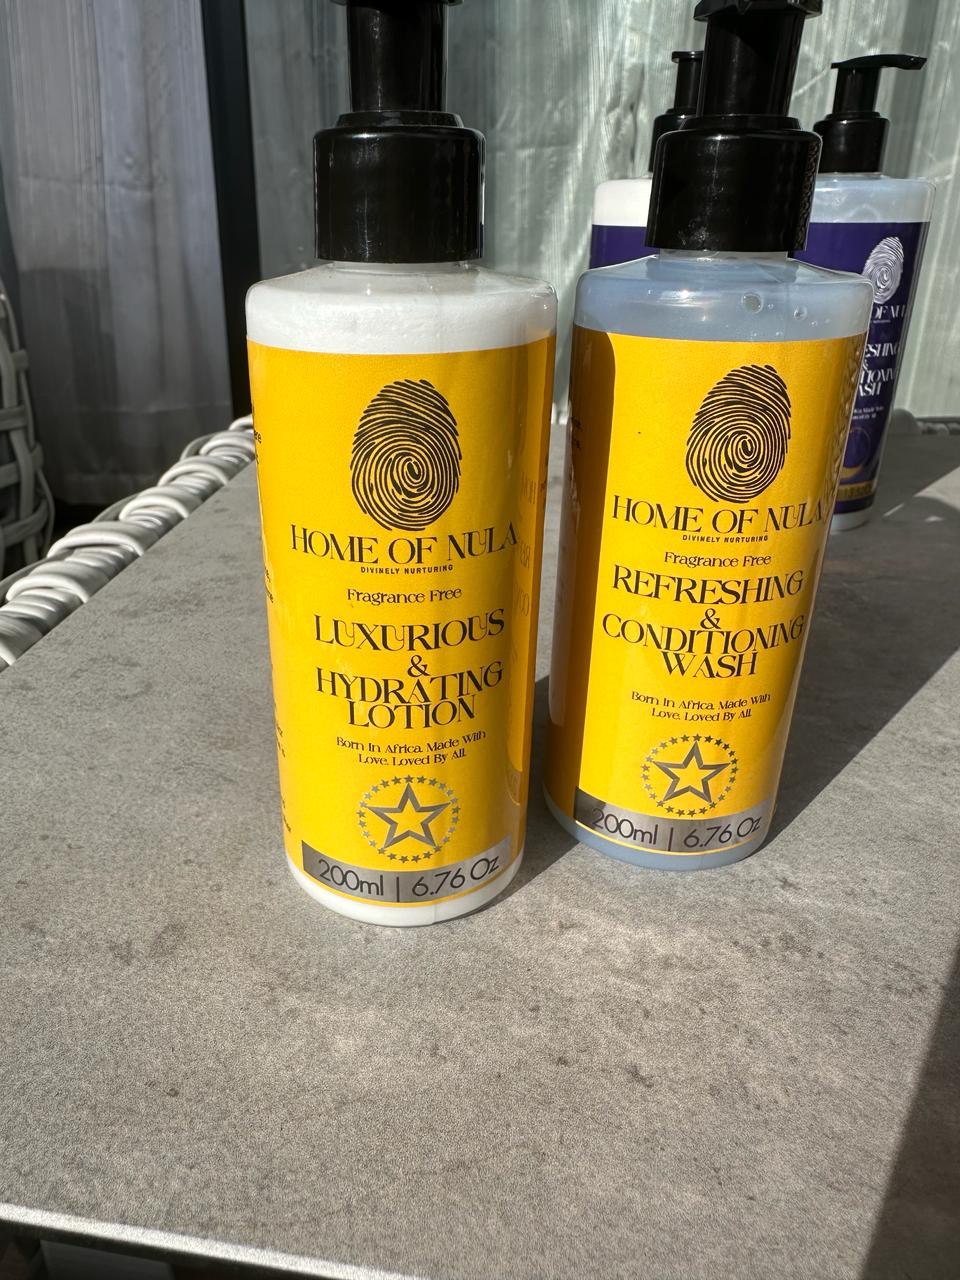 HOME OF NULA
DIVINELY NURTURING
Fragrance Free
LUXURIOUS
&
HYDRATING
LOTION
Born In Africa. Made With
Love. Loved By All.
200ml | 6.76 Oz
HOME OF NULA
DIVINELY NURTURING
Fragrance Free
REFRESHING
&
CONDITIONING
WASH
Born In Africa. Made With
Love. Loved By All.
200ml | 6.76 Oz